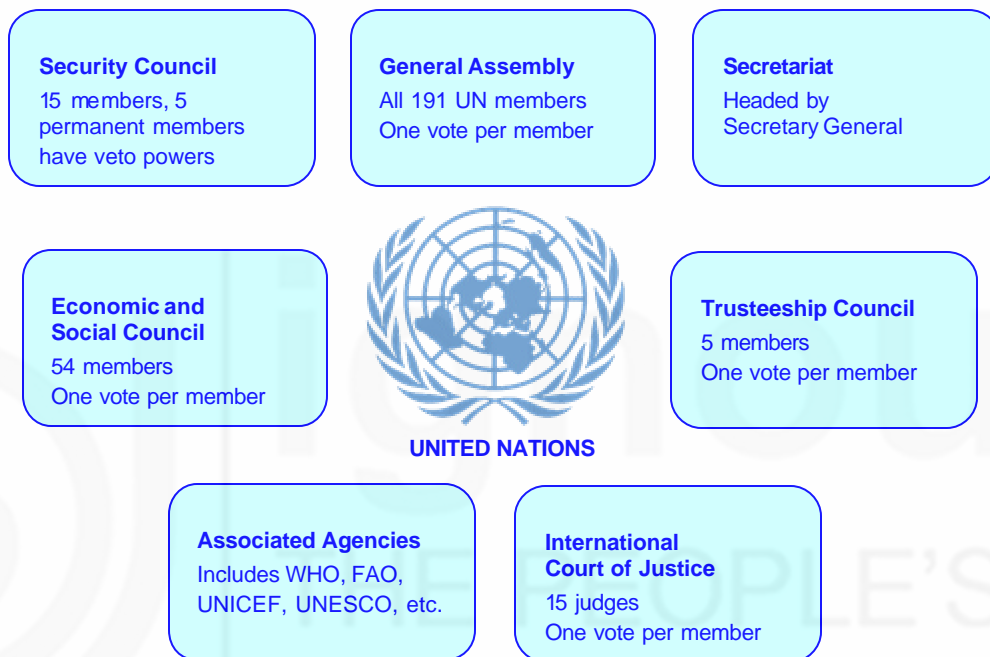 Security Council
15 members, 5
permanent members
have veto powers
General Assembly
All 191 UN members
One vote per member
Secretariat
Headed by
Secretary General
Economic and
Social Council
54 members
One vote per member
Trusteeship Council
5 members
One vote per member
UNITED NATIONS
Associated Agencies
Includes WHO, FAO,
UNICEF, UNESCO, etc.
International
Court of Justice
15 judges
One vote per member
ignou
THE PEOPLE'S